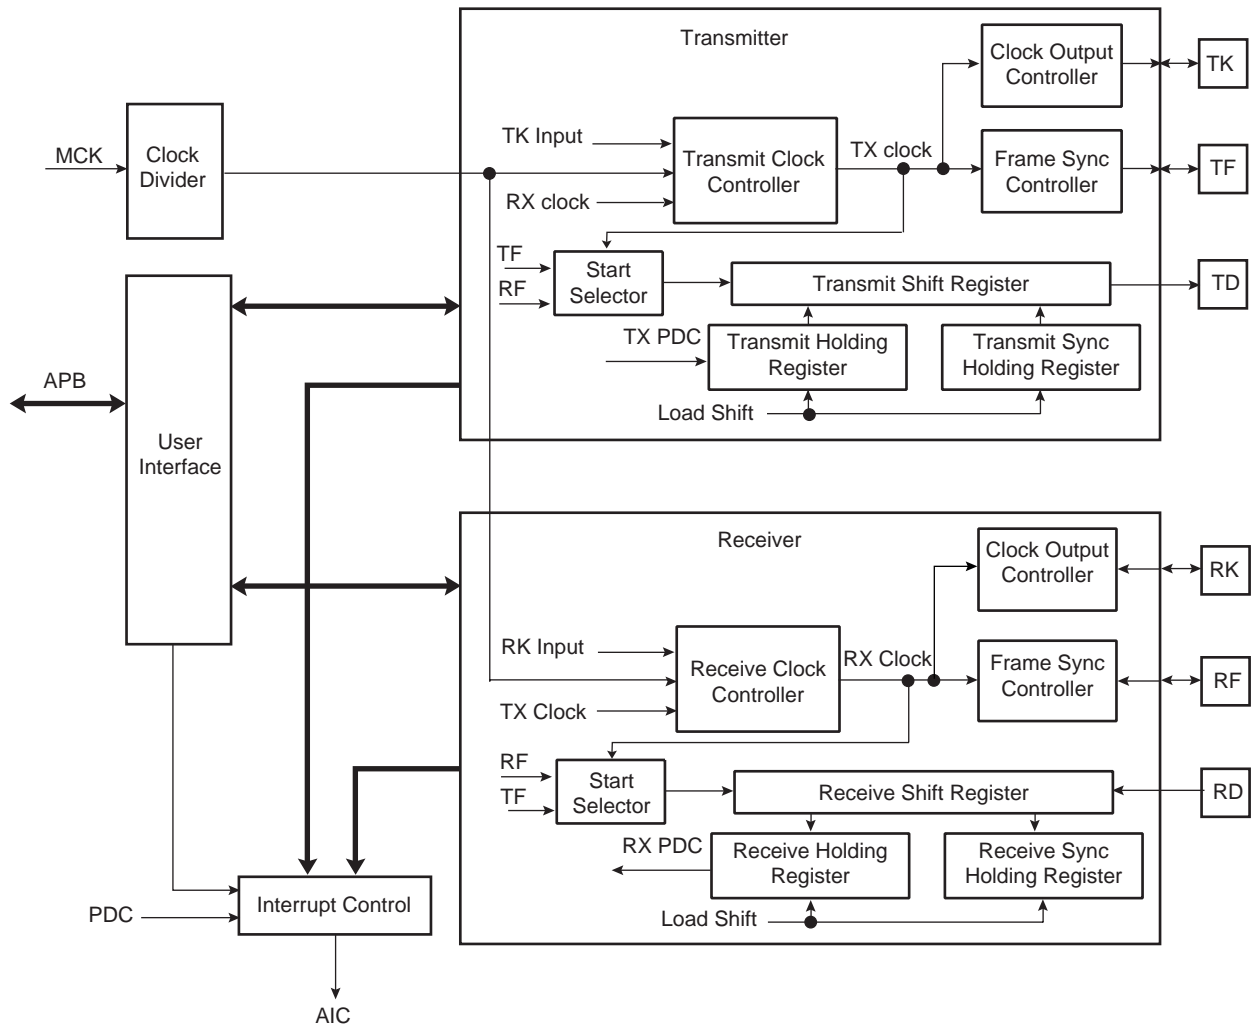 Transmitter
Clock Output
Controller
TK
MCK
Clock
Divider
TK Input
Transmit Clock
Controller
TX clock
Frame Sync
Controller
TF
RX clock
TF
RF
Start
Selector
Transmit Shift Register
TD
TX PDC
Transmit Holding
Register
Transmit Sync
Holding Register
Load Shift
APB
User
Interface
Receiver
Clock Output
Controller
RK
RK Input
Receive Clock
Controller
RX Clock
Frame Sync
Controller
RF
TX Clock
RF
TF
Start
Selector
Receive Shift Register
RD
RX PDC
Receive Holding
Register
Receive Sync
Holding Register
Load Shift
PDC
Interrupt Control
AIC